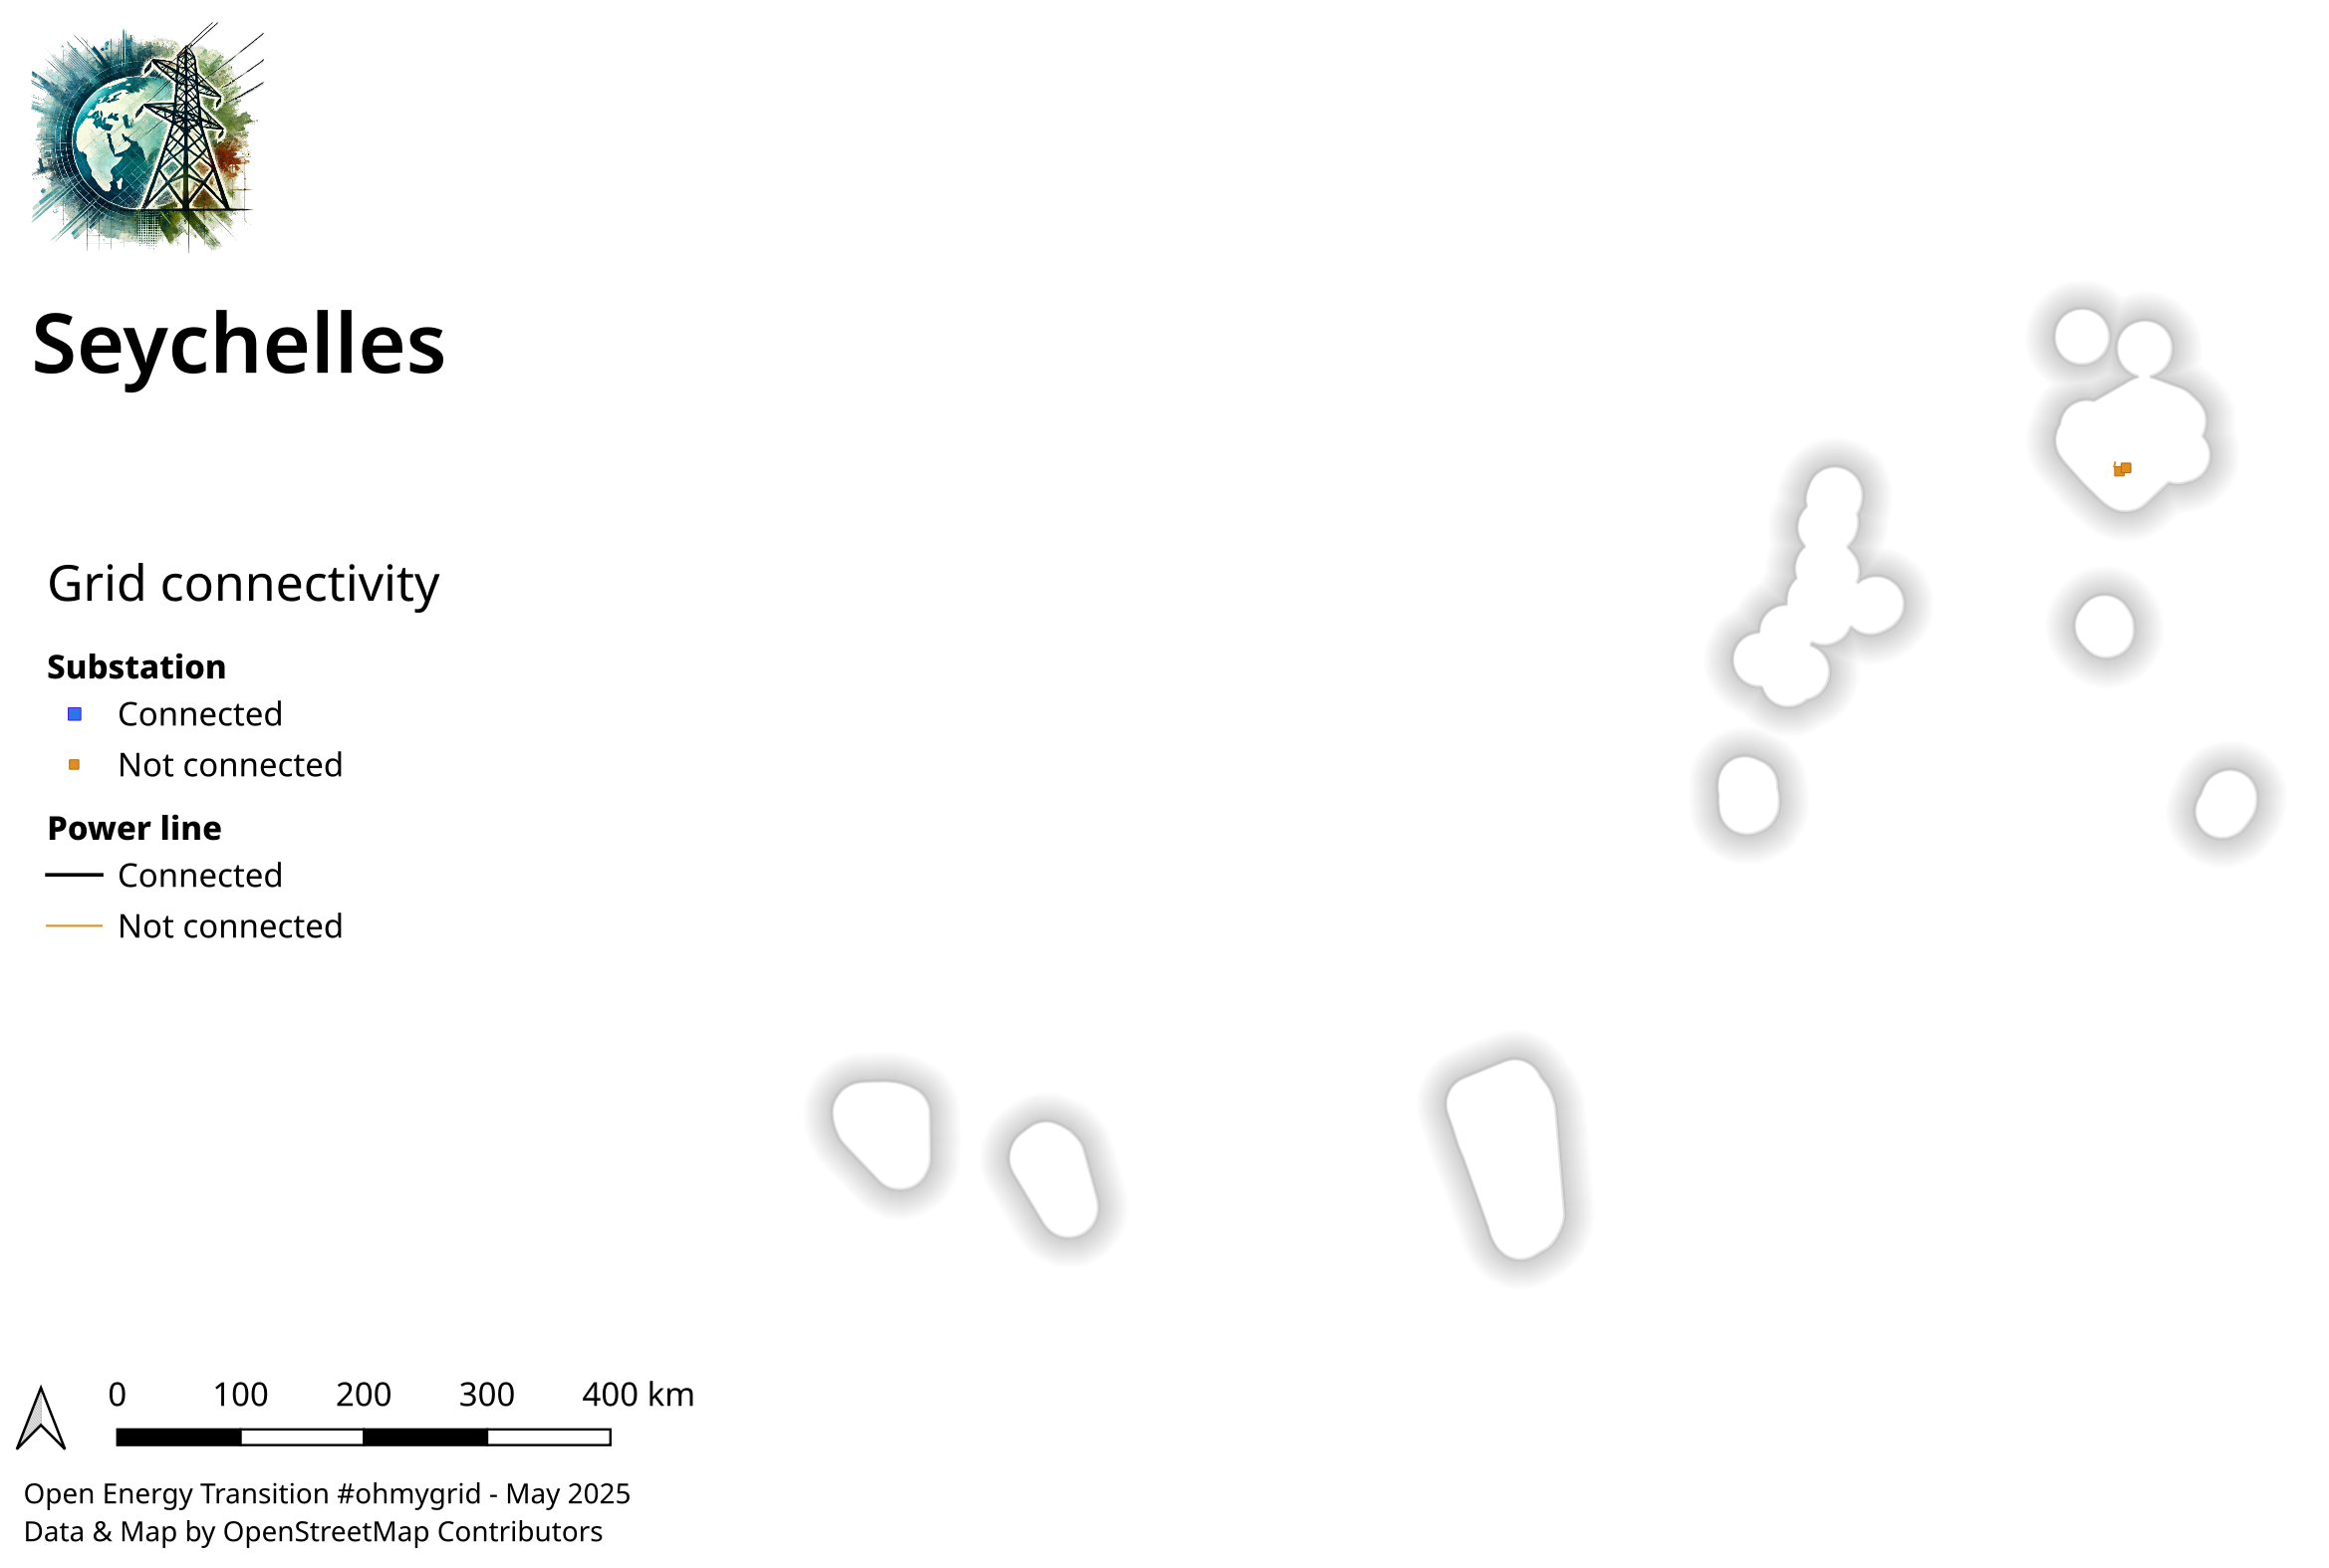 Seychelles
Grid connectivity
Substation
Connected
Not connected
Power line
Connected
Not connected
0 100 200 300 400 km
Open Energy Transition #ohmygrid - May 2025
Data & Map by OpenStreetMap Contributors